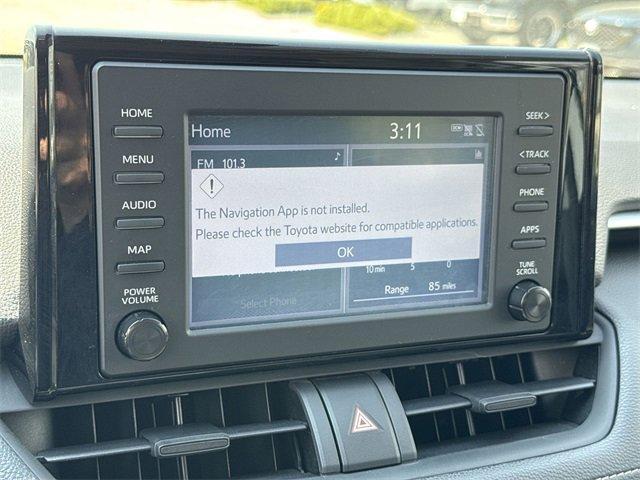 HOME
MENU
AUDIO
MAP
POWER
VOLUME
Home 3:11
FM 101.3
The Navigation App is not installed.
Please check the Toyota website for compatible applications.
OK
10 min 5 0
Select Phone
Range 85 miles
SEEK >
< TRACK
PHONE
APPS
TUNE
SCROLL